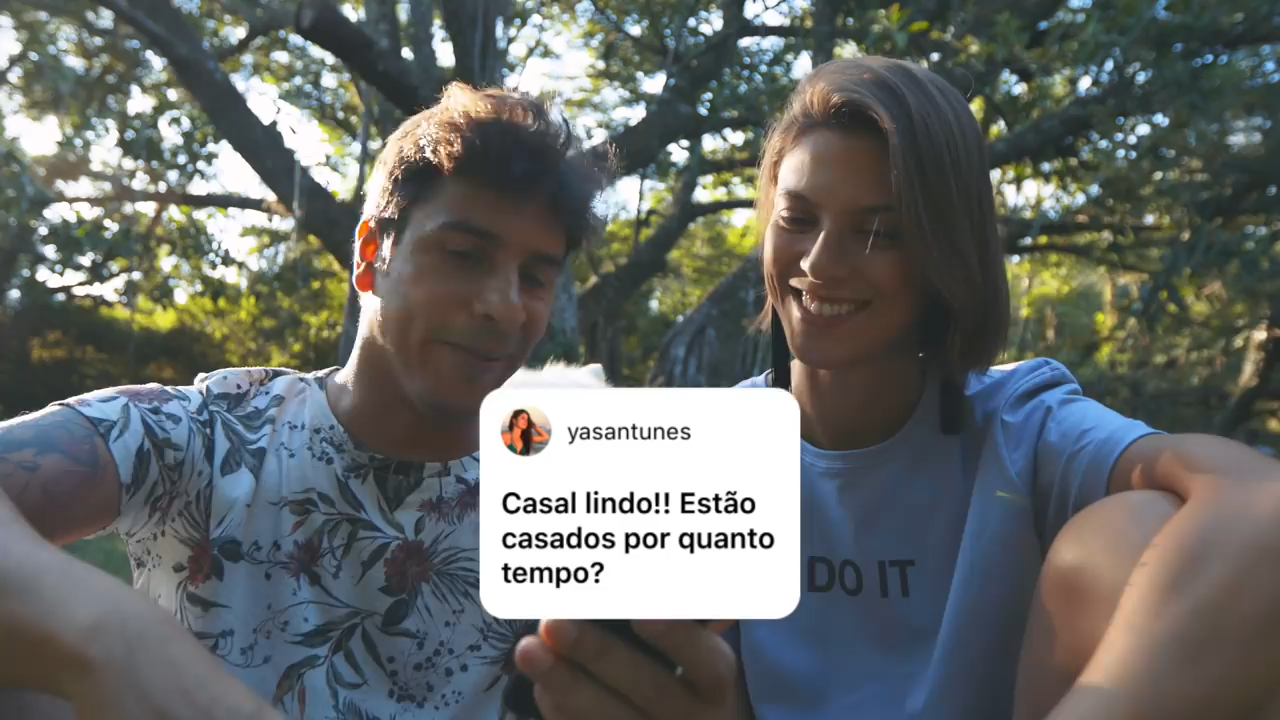 yasantunes
Casal lindo!! Estão
casados por quanto
tempo?
DO IT